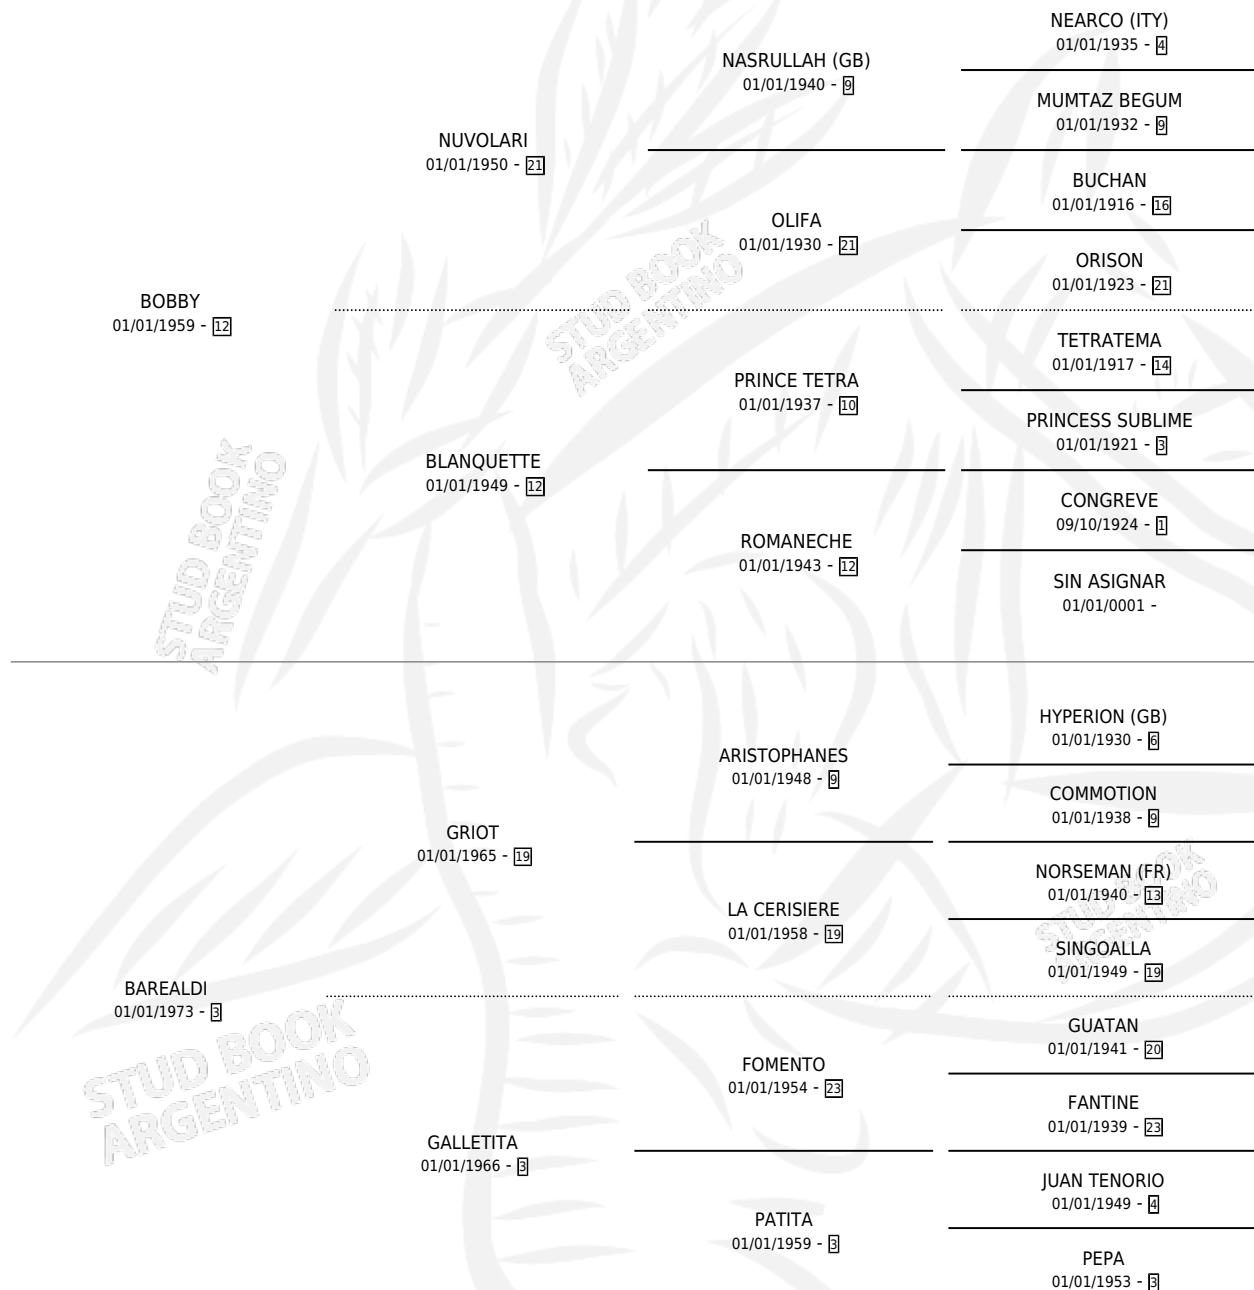 NEARCO (ITY)
01/01/1935 - 4
NASRULLAH (GB)
01/01/1940 - 9
MUMTAZ BEGUM
01/01/1932 - 9
NUVOLARI
01/01/1950 - 21
BUCHAN
01/01/1916 - 16
OLIFA
01/01/1930 - 21
ORISON
01/01/1923 - 21
BOBBY
01/01/1959 - 12
TETRATEMA
01/01/1917 - 14
PRINCE TETRA
01/01/1937 - 10
PRINCESS SUBLIME
01/01/1921 - 3
BLANQUETTE
01/01/1949 - 12
CONGREVE
09/10/1924 - 1
ROMANECHE
01/01/1943 - 12
SIN ASIGNAR
01/01/0001 -
HYPERION (GB)
01/01/1930 - 6
ARISTOPHANES
01/01/1948 - 9
COMMOTION
01/01/1938 - 9
GRIOT
01/01/1965 - 19
NORSEMAN (FR)
01/01/1940 - 13
LA CERISIERE
01/01/1958 - 19
SINGOALLA
01/01/1949 - 19
BAREALDI
01/01/1973 - 3
GUATAN
01/01/1941 - 20
FOMENTO
01/01/1954 - 23
FANTINE
01/01/1939 - 23
GALLETITA
01/01/1966 - 3
JUAN TENORIO
01/01/1949 - 4
PATITA
01/01/1959 - 3
PEPA
01/01/1953 - 3
STUD BOOK
ARGENTINO
STUD BOOK
ARGENTINO
STUD BOOK
ARGENTINO
STUD BOOK
ARGENTINO